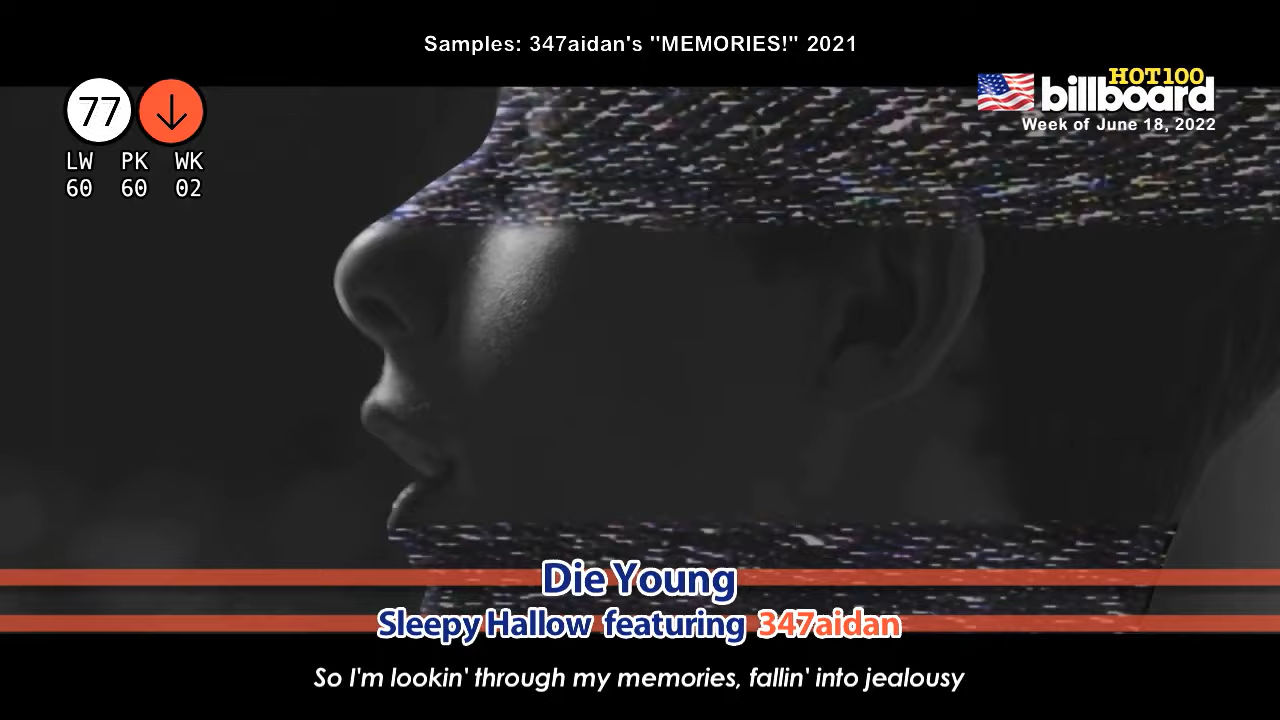 Samples: 347aidan's "MEMORIES!" 2021
77
LW PK WK
60 60 02
HOT100
billboard
Week of June 18, 2022
Die Young
Sleepy Hallow featuring 347aidan
So I'm lookin' through my memories, fallin' into jealousy